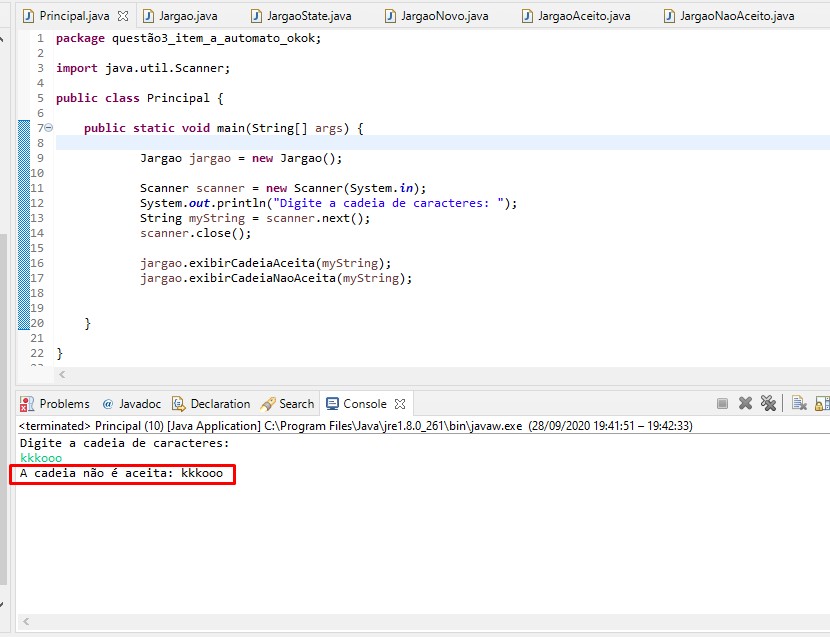 Principal.java Jargao.java JargaoState.java JargaoNovo.java JargaoAceito.java JargaoNaoAceito.java
1 package questão3_item_a_automato_okok;
2
3 import java.util.Scanner;
4
5 public class Principal {
6
7 public static void main(String[] args) {
8
9 Jargao jargao = new Jargao();
10
11 Scanner scanner = new Scanner(System.in);
12 System.out.println("Digite a cadeia de caracteres: ");
13 String myString = scanner.next();
14 scanner.close();
15
16 jargao.exibirCadeiaAceita(myString);
17 jargao.exibirCadeiaNaoAceita(myString);
18
19
20 }
21
22 }
23
Problems @ Javadoc Declaration Search Console
<terminated> Principal (10) [Java Application] C:\Program Files\Java\jre1.8.0_261\bin\javaw.exe (28/09/2020 19:41:51 – 19:42:33)
Digite a cadeia de caracteres:
kkkooo
A cadeia não é aceita: kkkooo